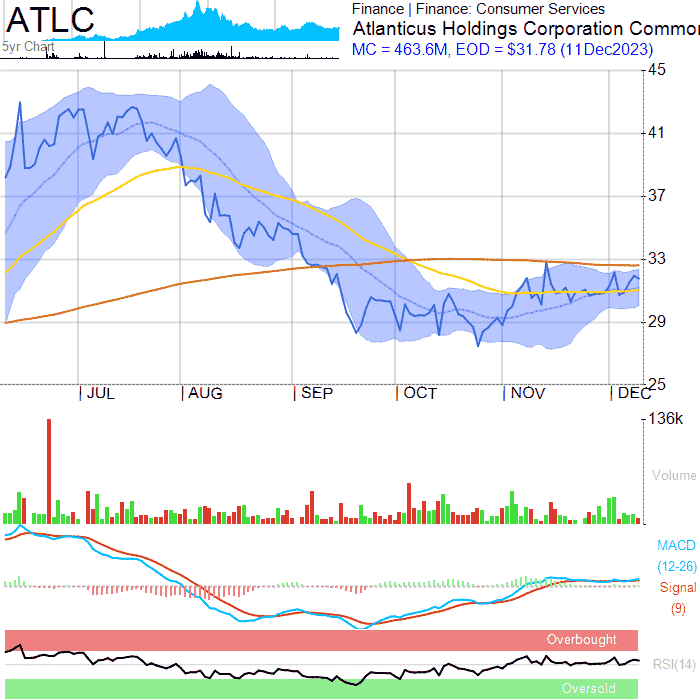 ATLC
5yr Chart
Finance | Finance: Consumer Services
Atlanticus Holdings Corporation Common
MC = 463.6M, EOD = $31.78 (11Dec2023)
45
41
37
33
29
25
JUL
AUG
SEP
OCT
NOV
DEC
136k
Volume
MACD
(12-26)
Signal
(9)
Overbought
RSI(14)
Oversold